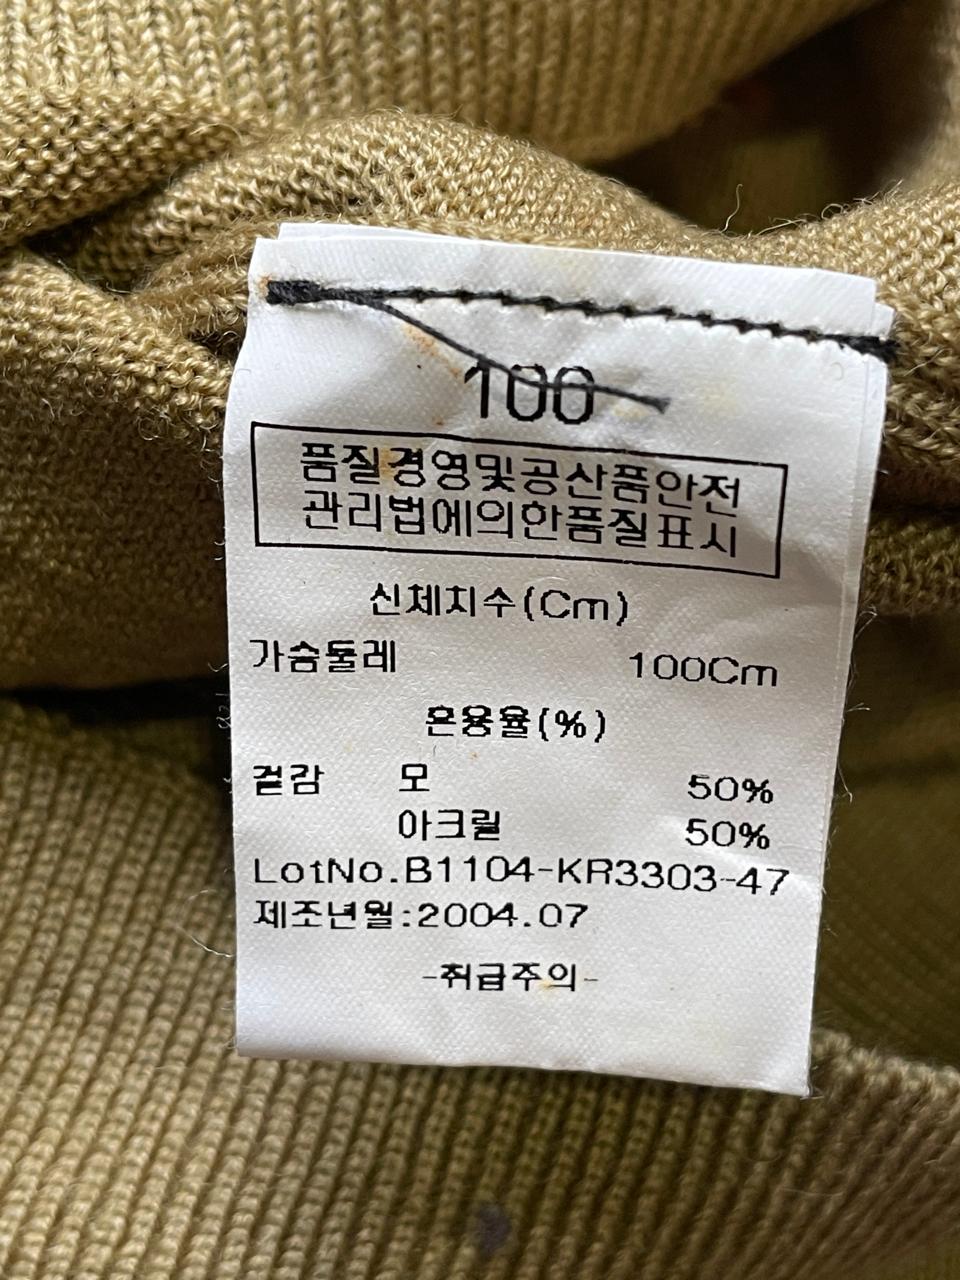 100
품질경영및공산품안전
관리법에의한품질표시
신체치수(Cm)
가슴둘레 100Cm
혼용율(%)
겉감 모 50%
아크릴 50%
LotNo.B1104-KR3303-47
제조년월:2004.07
-취급주의-